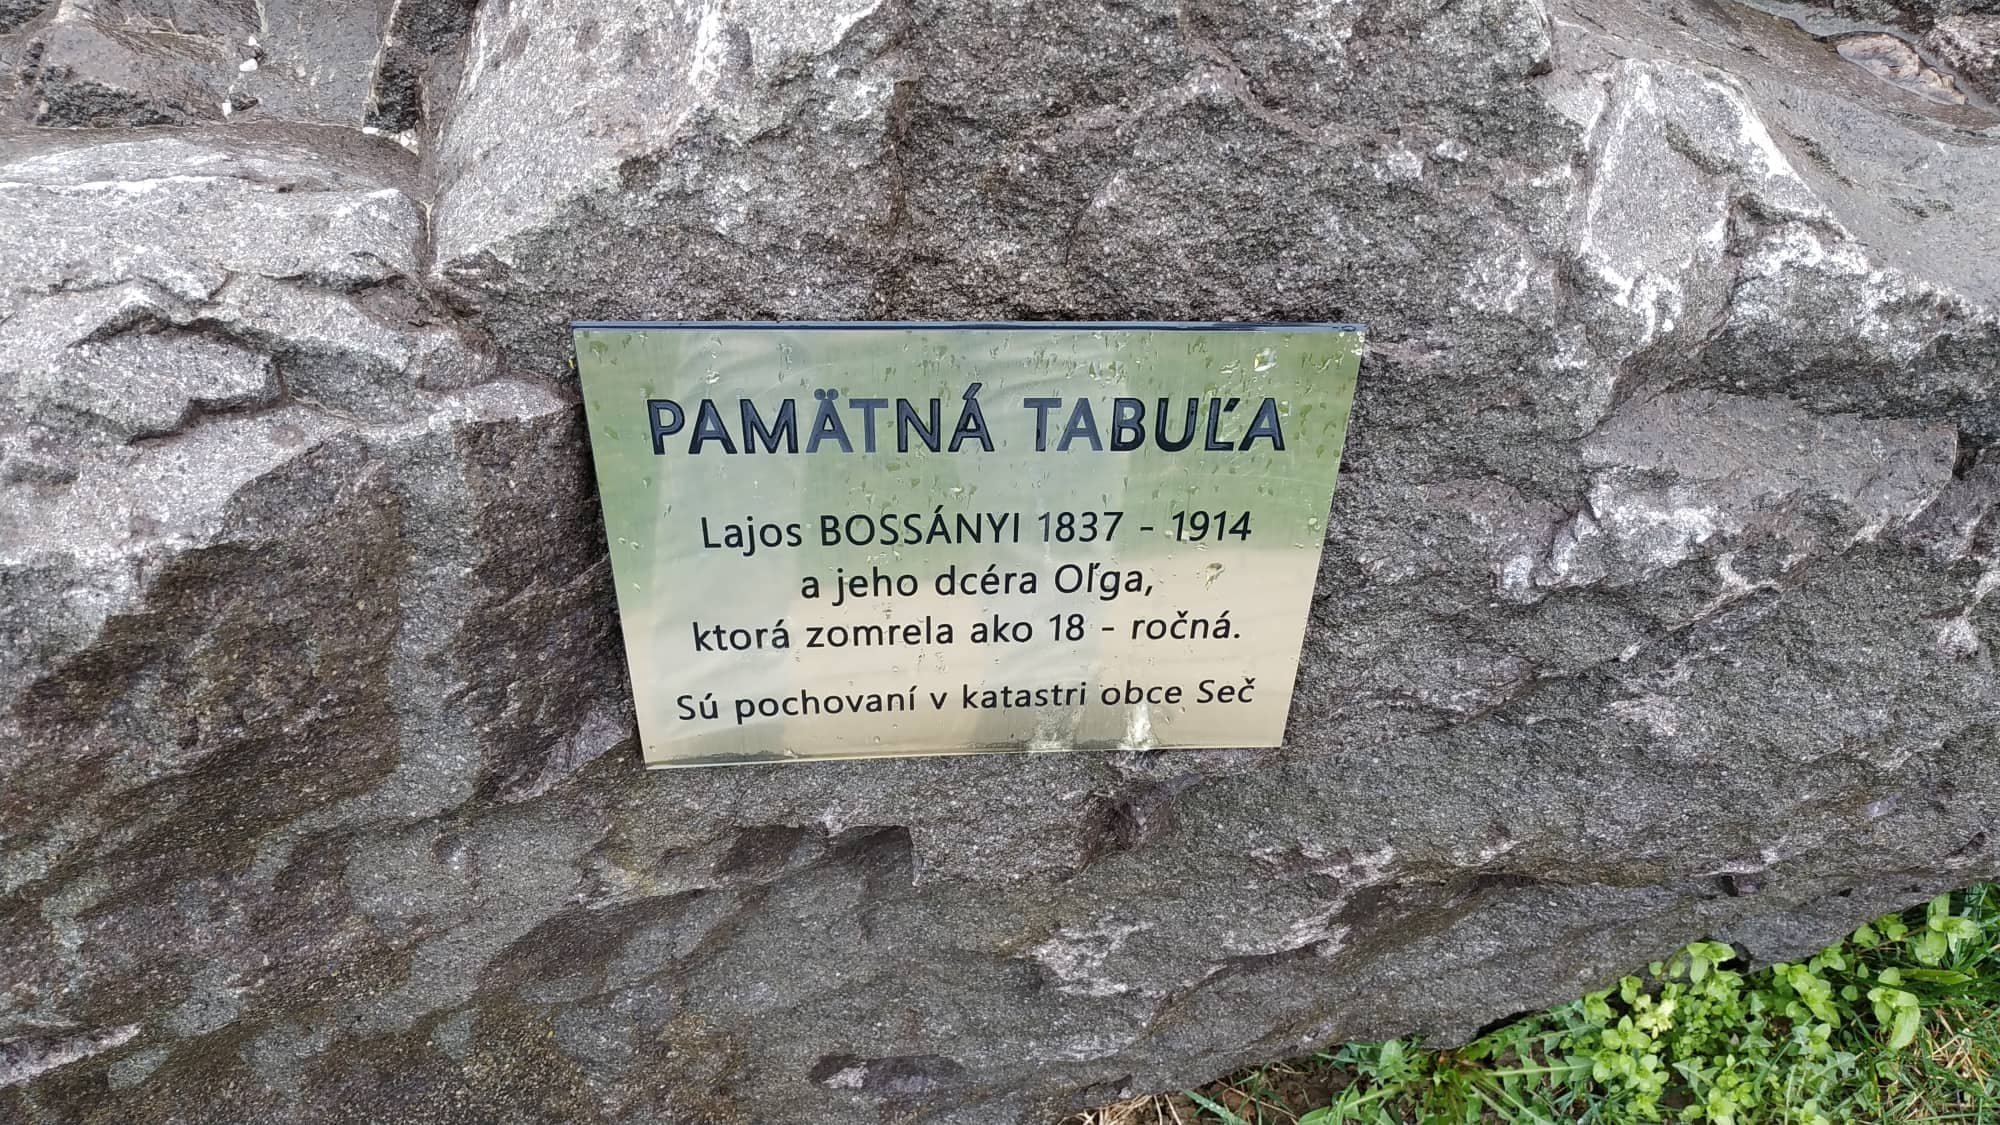 PAMÄTNÁ TABUĽA
Lajos BOSSÁNYI 1837 - 1914
a jeho dcéra Oľga,
ktorá zomrela ako 18 - ročná.
Sú pochovaní v katastri obce Seč